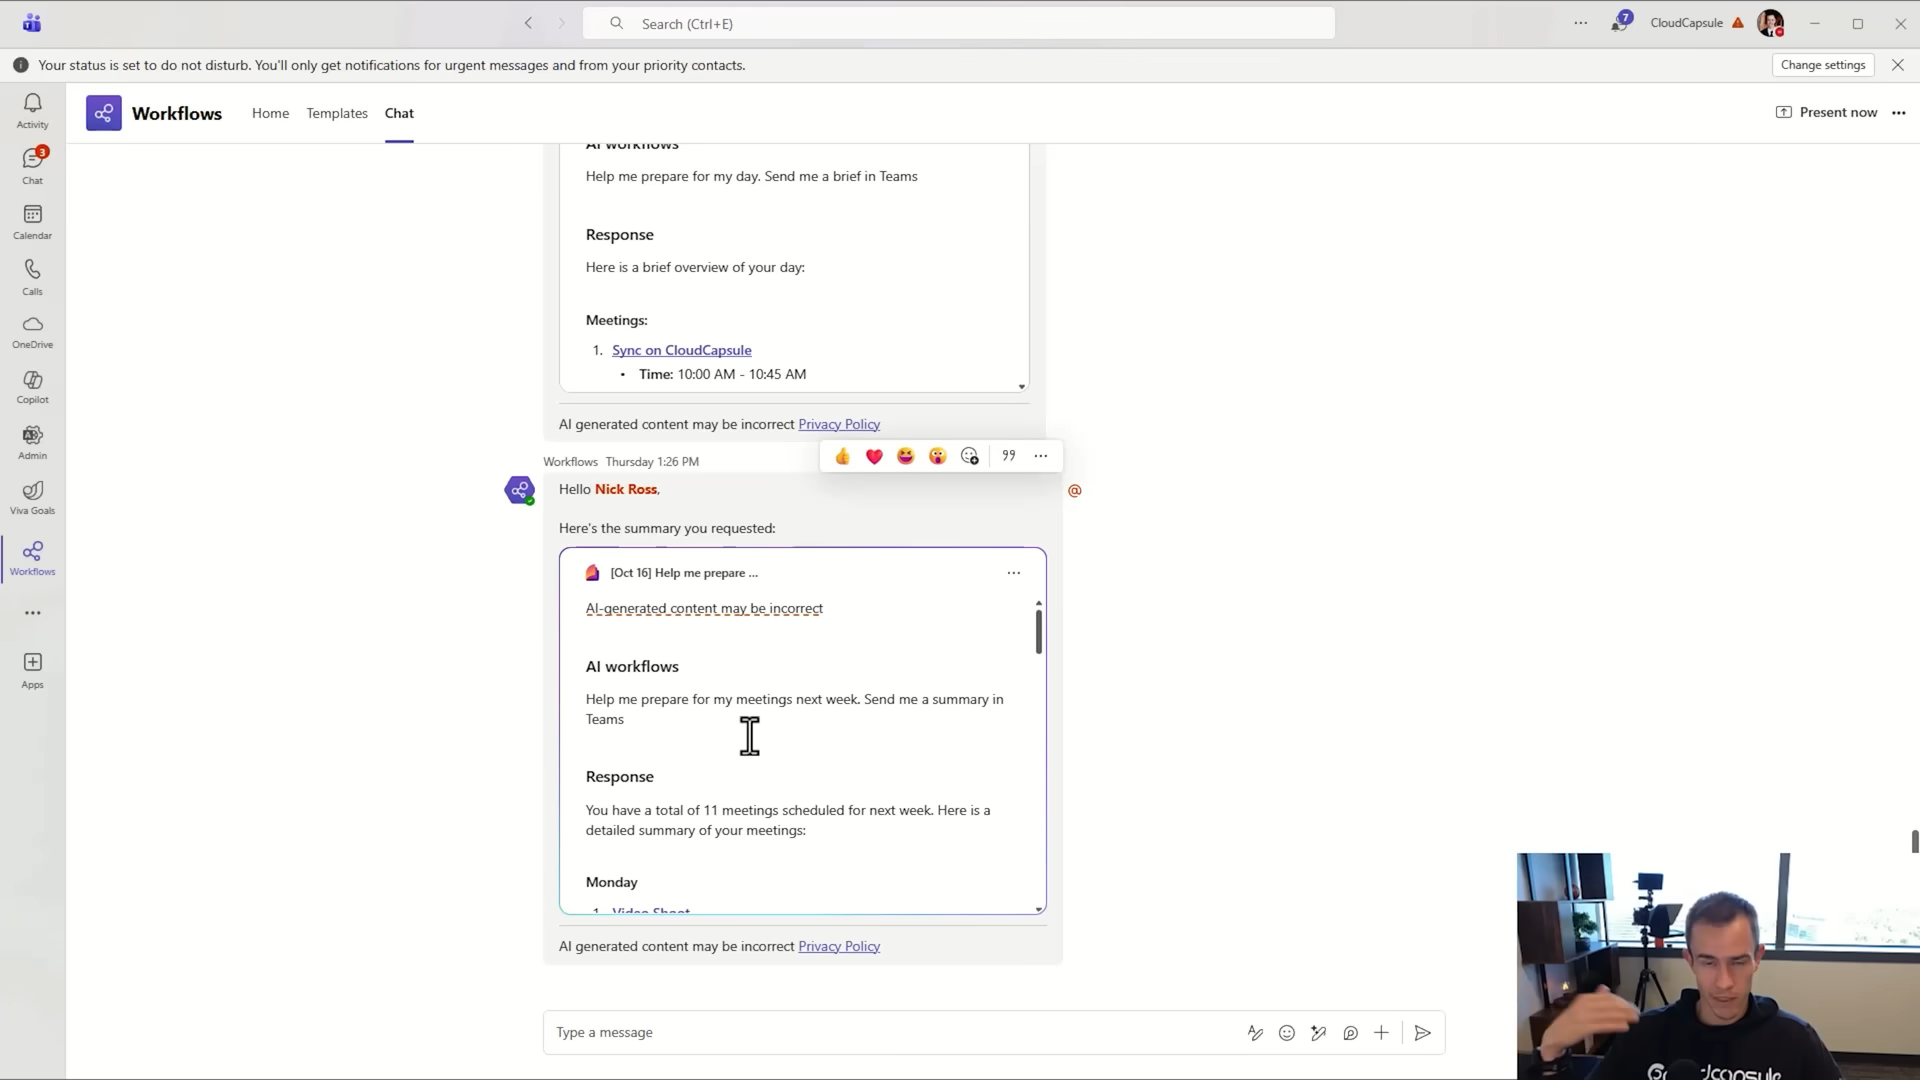 Search (Ctrl+E)
7
CloudCapsule
Your status is set to do not disturb. You'll only get notifications for urgent messages and from your priority contacts.
Change settings
Activity
3
Chat
Calendar
Calls
OneDrive
Copilot
Admin
Viva Goals
Workflows
Apps
Workflows
Home
Templates
Chat
Present now
AI workflows
Help me prepare for my day. Send me a brief in Teams
Response
Here is a brief overview of your day:
Meetings:
1. Sync on CloudCapsule
• Time: 10:00 AM - 10:45 AM
AI generated content may be incorrect Privacy Policy
Workflows Thursday 1:26 PM
Hello Nick Ross,
@
Here's the summary you requested:
[Oct 16] Help me prepare ...
AI-generated content may be incorrect
AI workflows
Help me prepare for my meetings next week. Send me a summary in
Teams
Response
You have a total of 11 meetings scheduled for next week. Here is a
detailed summary of your meetings:
Monday
1. Video Shoot
AI generated content may be incorrect Privacy Policy
Type a message